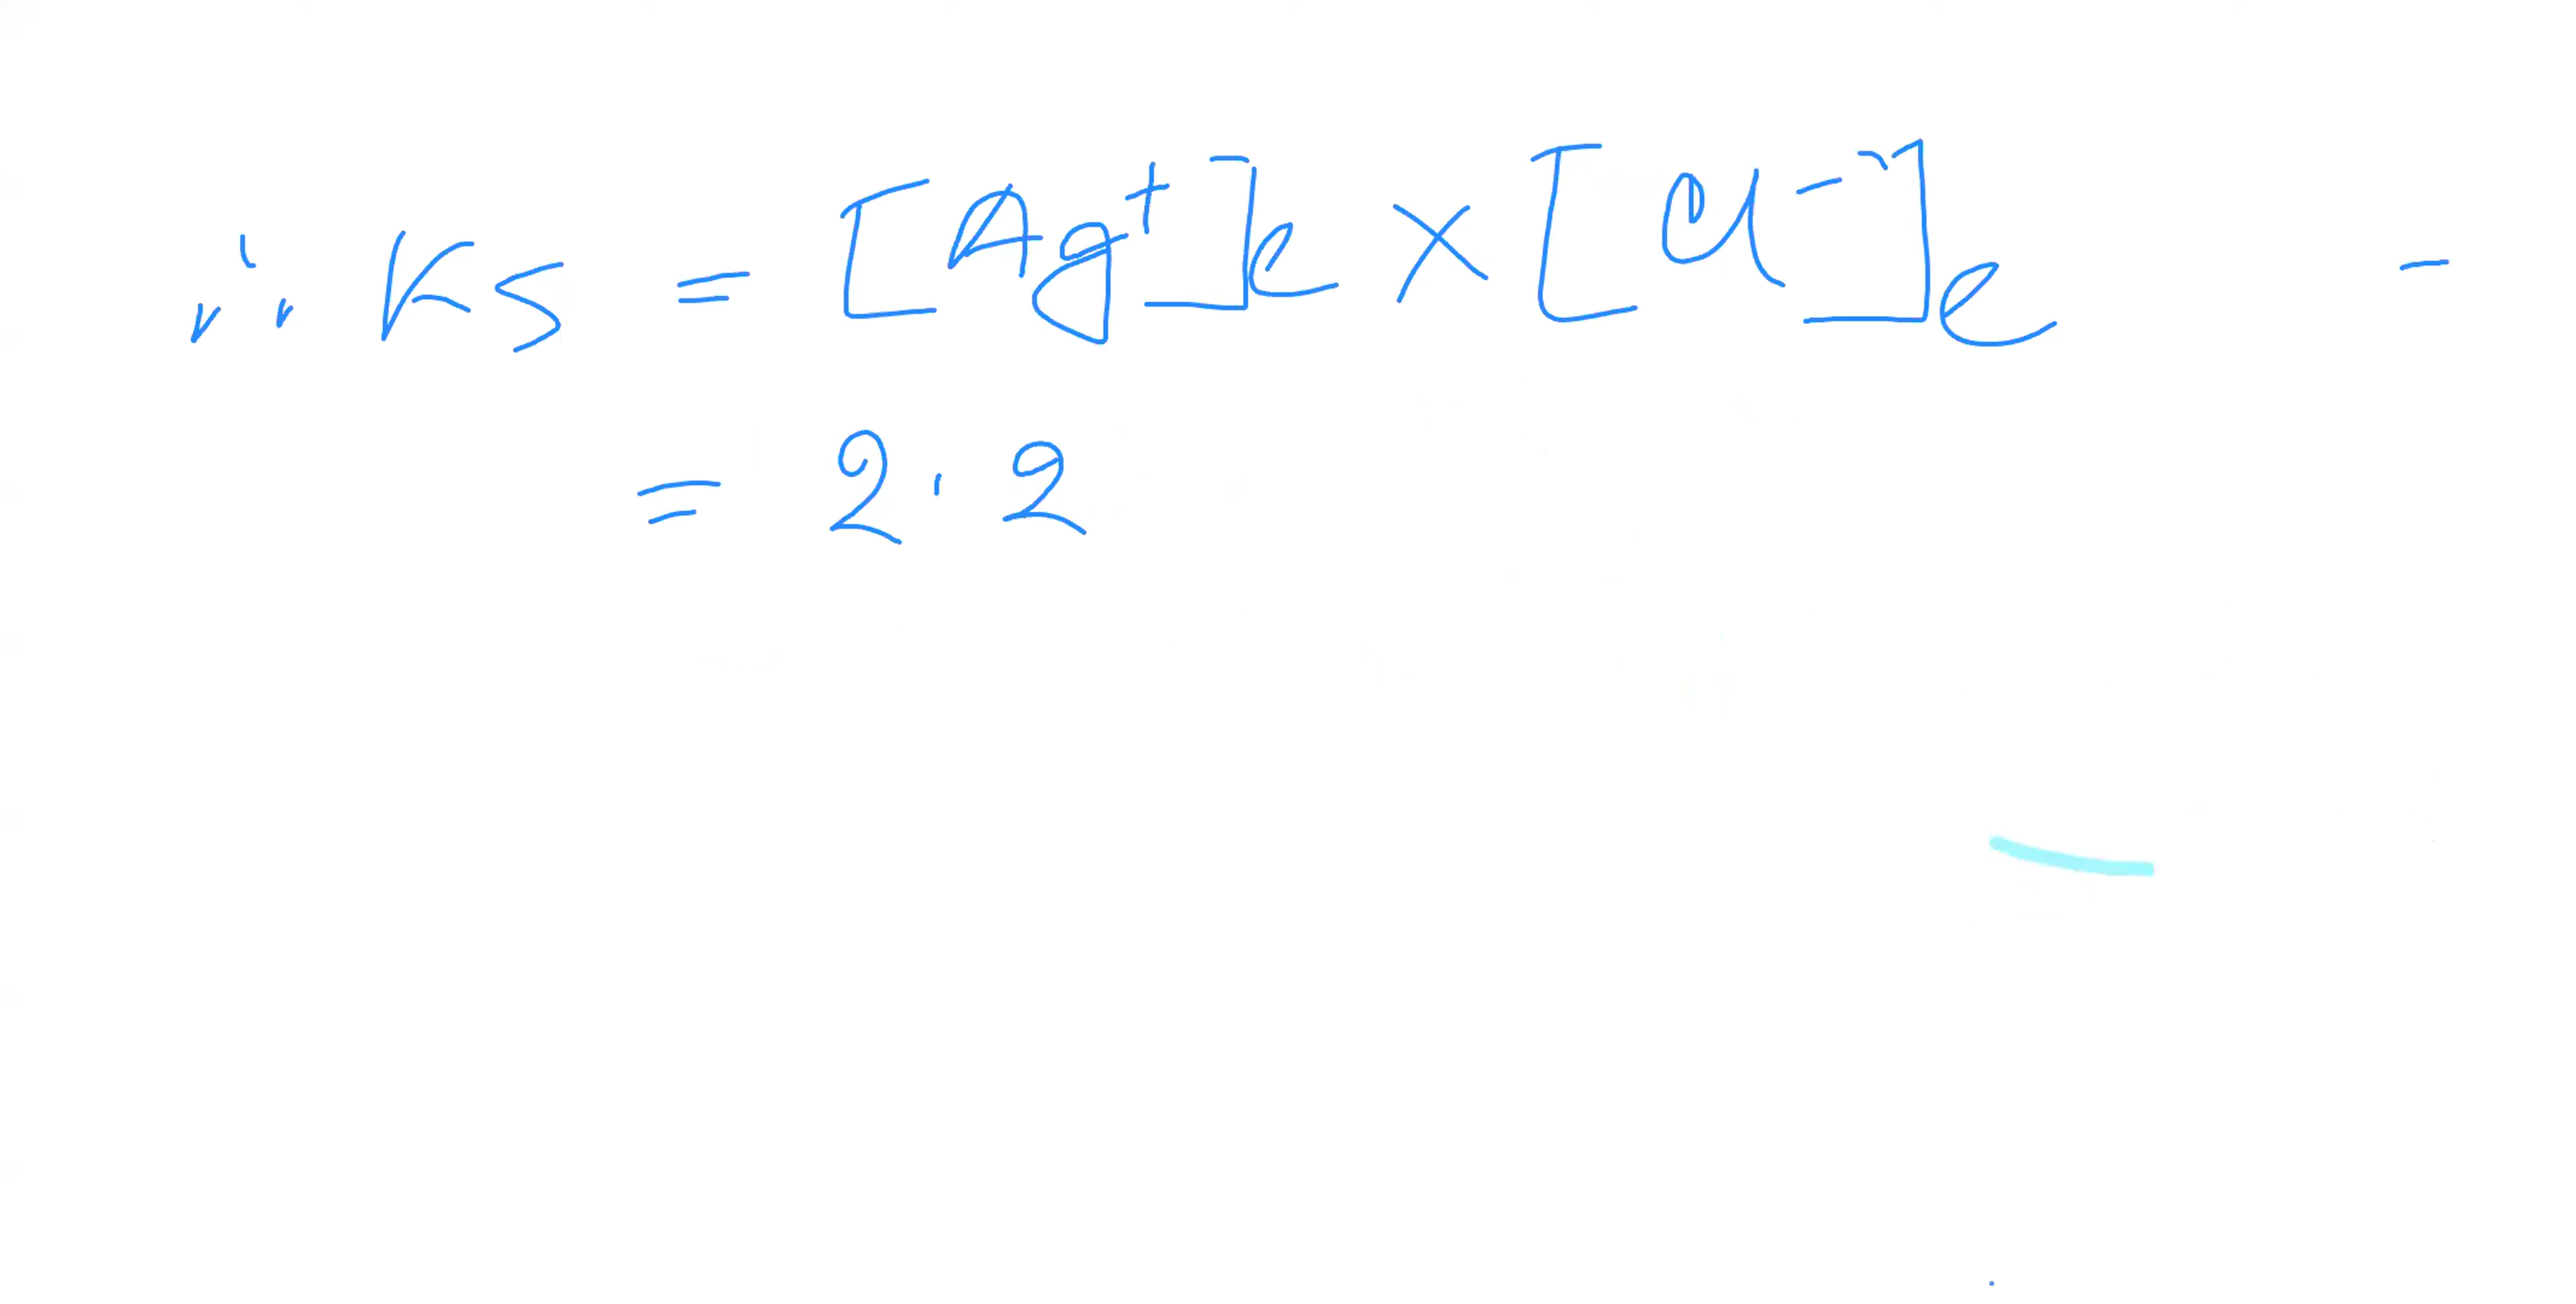 ∴ Ks = [Ag⁺]e × [Cl⁻]e -
= 2.2